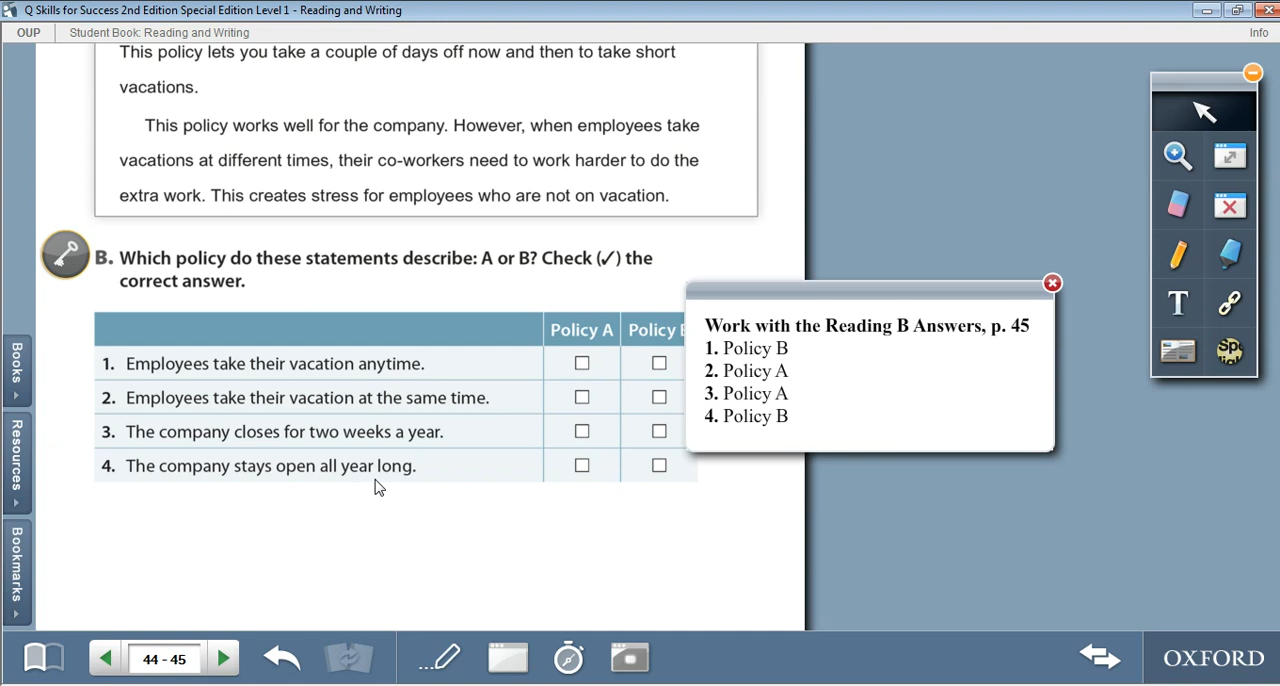 Q Skills for Success 2nd Edition Special Edition Level 1 - Reading and Writing
OUP Student Book: Reading and Writing Info
This policy lets you take a couple of days off now and then to take short
vacations.
This policy works well for the company. However, when employees take
vacations at different times, their co-workers need to work harder to do the
extra work. This creates stress for employees who are not on vacation.
B. Which policy do these statements describe: A or B? Check (✓) the
correct answer.
Policy A Policy
1. Employees take their vacation anytime.
2. Employees take their vacation at the same time.
3. The company closes for two weeks a year.
4. The company stays open all year long.
Work with the Reading B Answers, p. 45
1. Policy B
2. Policy A
3. Policy A
4. Policy B
Books
Resources
Bookmarks
T
44 - 45
OXFORD